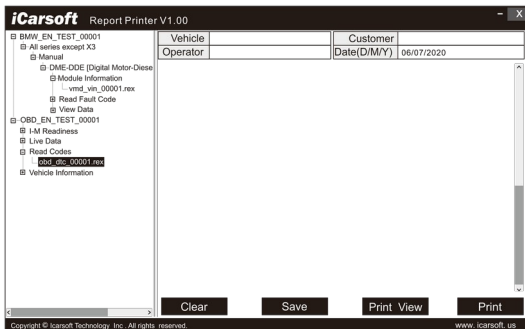 iCarsoft Report Printer V1.00
BMW_EN_TEST_00001
All series except X3
Manual
DME-DDE [Digital Motor-Diese
Module Information
vmd_vin_00001.rex
Read Fault Code
View Data
OBD_EN_TEST_00001
I-M Readiness
Live Data
Read Codes
obd_dtc_00001.rex
Vehicle Information
Vehicle Customer
Operator Date(D/M/Y) 06/07/2020
Clear Save Print View Print
Copyright © Icarsoft Technology Inc. All rights reserved. www. icarsoft. us